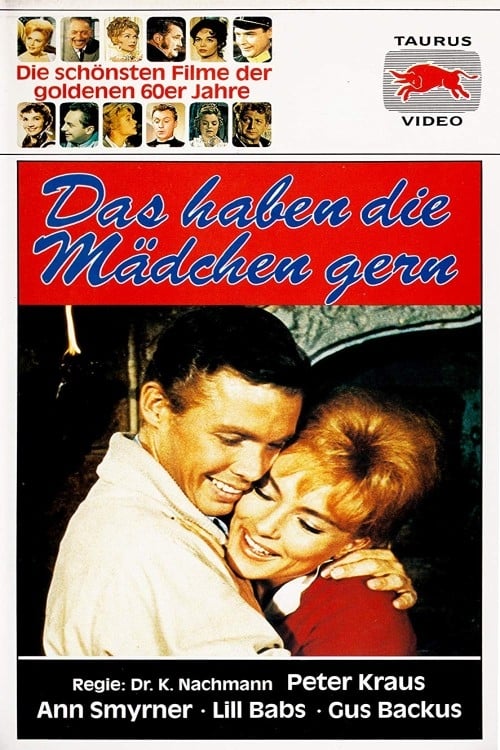 Die schönsten Filme der
goldenen 60er Jahre
TAURUS
VIDEO
Das haben die
Mädchen gern
Regie: Dr. K. Nachmann Peter Kraus
Ann Smyrner · Lill Babs · Gus Backus